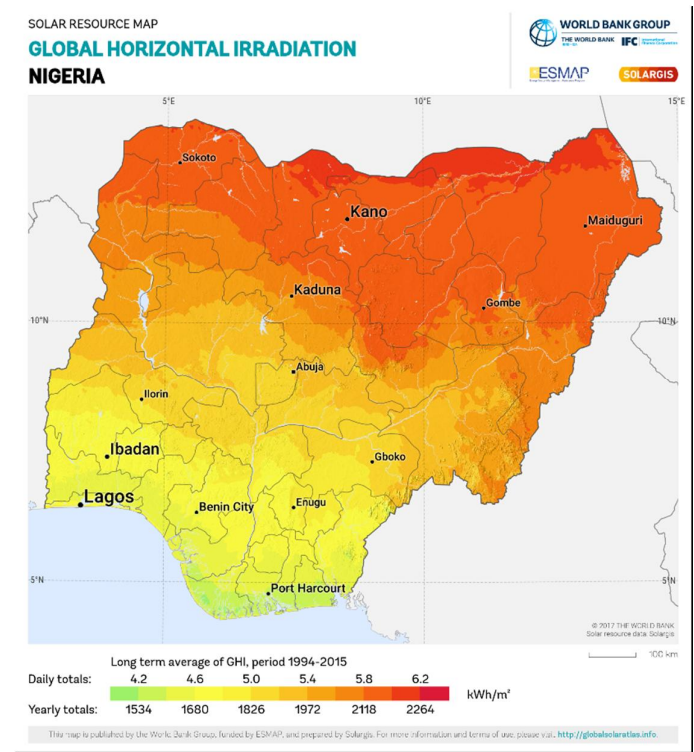 SOLAR RESOURCE MAP
GLOBAL HORIZONTAL IRRADIATION
NIGERIA
WORLD BANK GROUP
THE WORLD BANK
IFC
ESMAP
SOLARGIS
5°E
10°E
15°E
Sokoto
Kano
Maiduguri
Kaduna
Gombe
10°N
10°N
Abuja
Ilorin
Ibadan
Gboko
Lagos
Benin City
Enugu
5°N
5°N
Port Harcourt
© 2017 THE WORLD BANK
Solar resource data: Solargis
100 km
Long term average of GHI, period 1994-2015
Daily totals: 4.2 4.6 5.0 5.4 5.8 6.2
kWh/m²
Yearly totals: 1534 1680 1826 1972 2118 2264
This map is published by the World Bank Group, funded by ESMAP, and prepared by Solargis. For more information and terms of use, please visit http://globalsolaratlas.info.